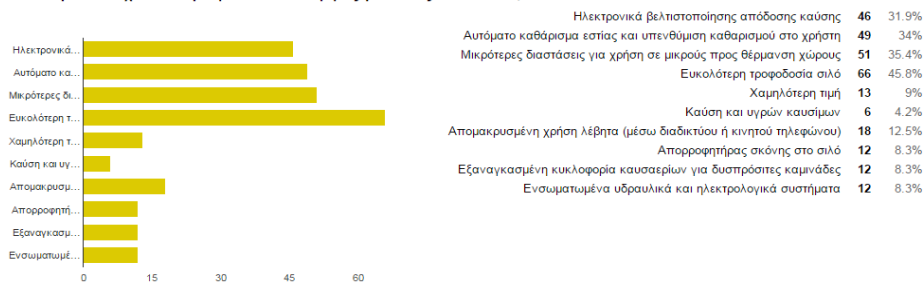 Ηλεκτρονικά...
Αυτόματο κα...
Μικρότερες δι...
Ευκολότερη τ...
Χαμηλότερη τ...
Καύση και υγ...
Απομακρυσμ...
Απορροφητή...
Εξαναγκασμ...
Ενσωματωμέ...
0 15 30 45 60
Ηλεκτρονικά βελτιστοποίησης απόδοσης καύσης 46 31.9%
Αυτόματο καθάρισμα εστίας και υπενθύμιση καθαρισμού στο χρήστη 49 34%
Μικρότερες διαστάσεις για χρήση σε μικρούς προς θέρμανση χώρους 51 35.4%
Ευκολότερη τροφοδοσία σιλό 66 45.8%
Χαμηλότερη τιμή 13 9%
Καύση και υγρών καυσίμων 6 4.2%
Απομακρυσμένη χρήση λέβητα (μέσω διαδικτύου ή κινητού τηλεφώνου) 18 12.5%
Απορροφητήρας σκόνης στο σιλό 12 8.3%
Εξαναγκασμένη κυκλοφορία καυσαερίων για δυσπρόσιτες καμινάδες 12 8.3%
Ενσωματωμένα υδραυλικά και ηλεκτρολογικά συστήματα 12 8.3%